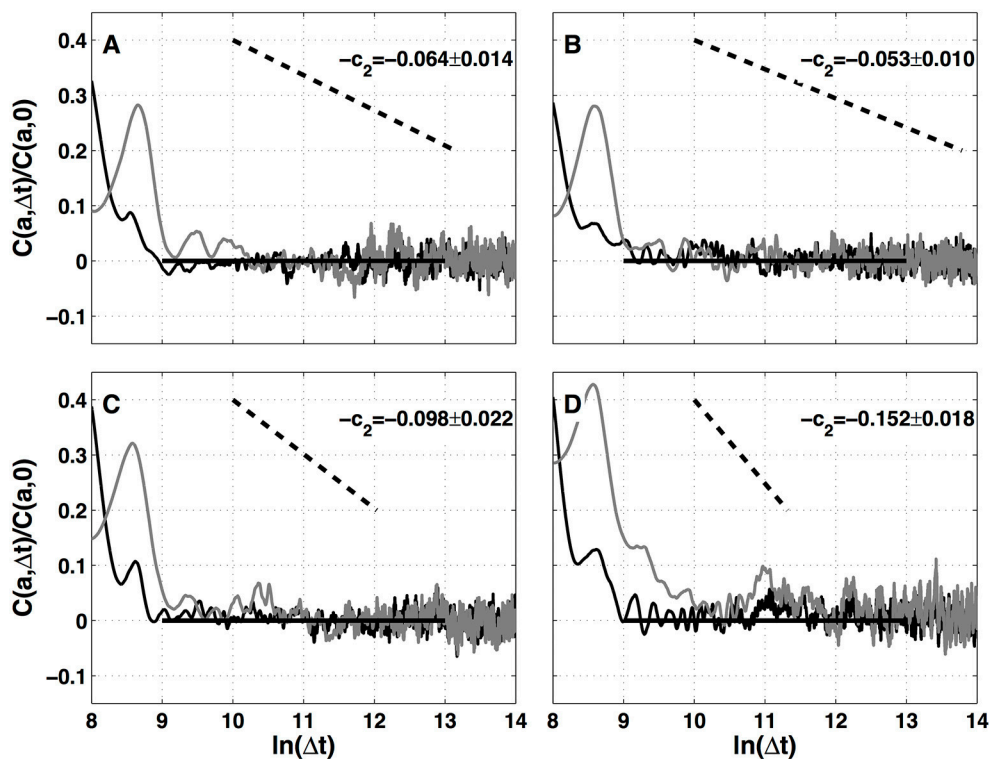 A
B
−c2=−0.064±0.014
−c2=−0.053±0.010
0.4
0.3
0.2
0.1
0
−0.1
C(a,Δt)/C(a,0)
C
D
−c2=−0.098±0.022
−c2=−0.152±0.018
0.4
0.3
0.2
0.1
0
−0.1
C(a,Δt)/C(a,0)
8 9 10 11 12 13 14
8 9 10 11 12 13 14
ln(Δt)
ln(Δt)